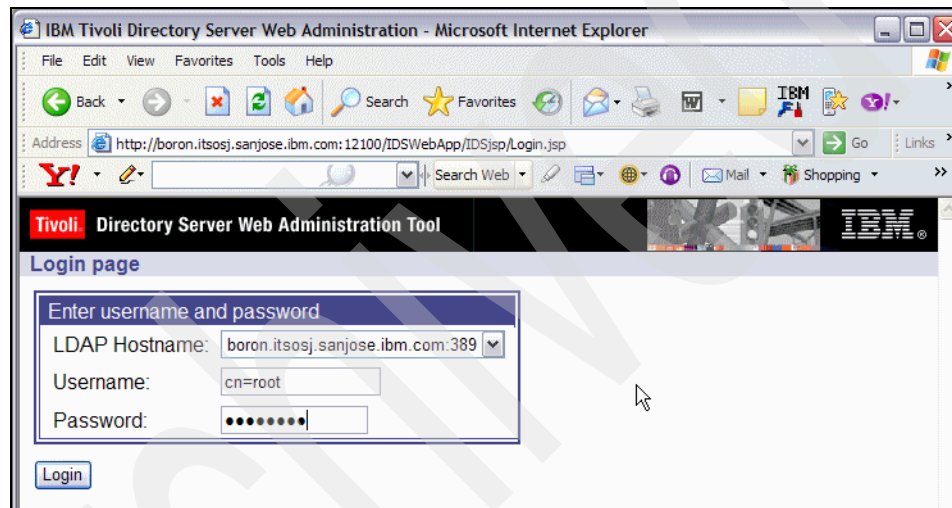 IBM Tivoli Directory Server Web Administration - Microsoft Internet Explorer
File Edit View Favorites Tools Help
Back Search Favorites IBM
Address http://boron.itsosj.sanjose.ibm.com:12100/IDSWebApp/IDSjsp/Login.jsp Go Links »
Y! Search Web Mail Shopping »
Tivoli. Directory Server Web Administration Tool IBM®
Login page
Enter username and password
LDAP Hostname: boron.itsosj.sanjose.ibm.com:389
Username: cn=root
Password: ••••••••
Login